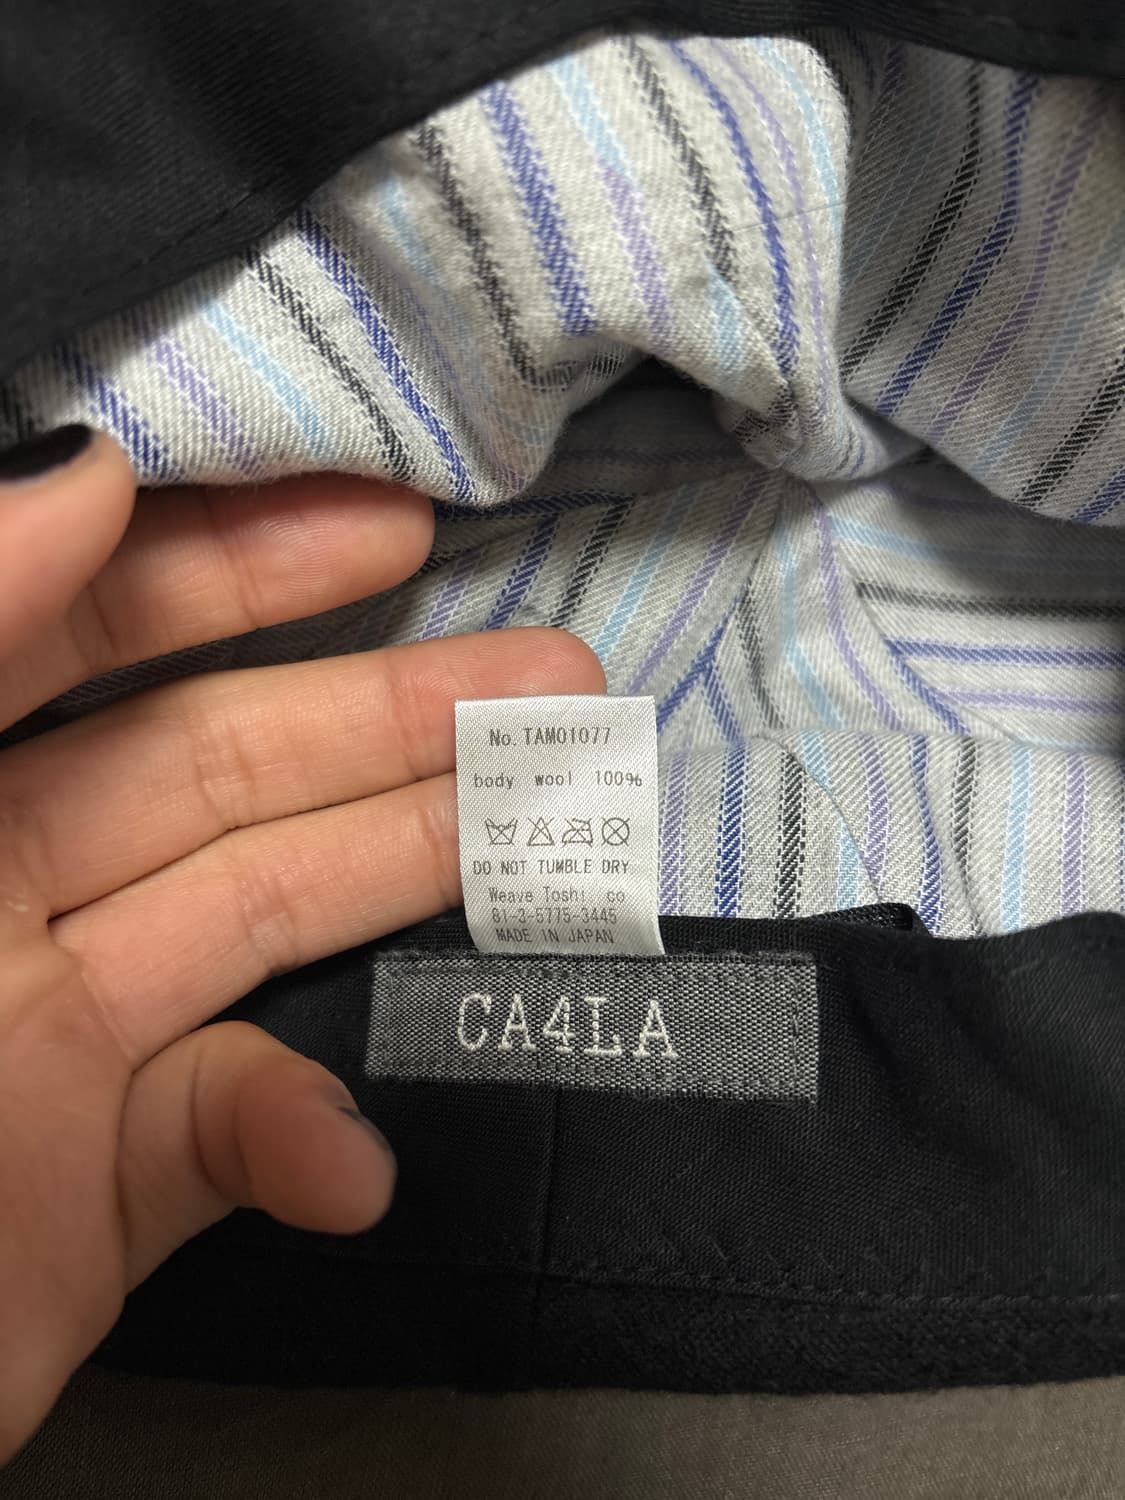 No. TAM01077
body wool 100%
DO NOT TUMBLE DRY
Weave Toshi co
81-3-5775-3445
MADE IN JAPAN
CA4LA